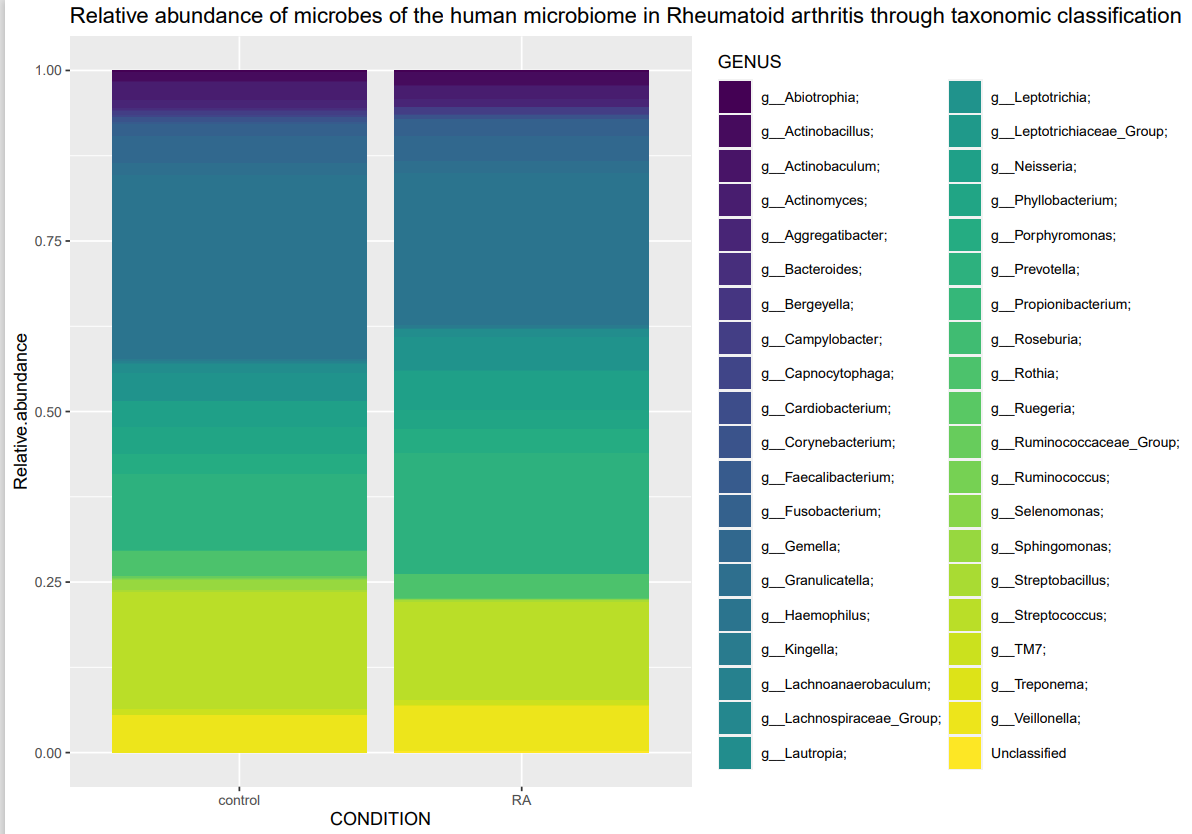 Relative abundance of microbes of the human microbiome in Rheumatoid arthritis through taxonomic classification
Relative.abundance
1.00
0.75
0.50
0.25
0.00
control
RA
CONDITION
GENUS
g__Abiotrophia;
g__Actinobacillus;
g__Actinobaculum;
g__Actinomyces;
g__Aggregatibacter;
g__Bacteroides;
g__Bergeyella;
g__Campylobacter;
g__Capnocytophaga;
g__Cardiobacterium;
g__Corynebacterium;
g__Faecalibacterium;
g__Fusobacterium;
g__Gemella;
g__Granulicatella;
g__Haemophilus;
g__Kingella;
g__Lachnoanaerobaculum;
g__Lachnospiraceae_Group;
g__Lautropia;
g__Leptotrichia;
g__Leptotrichiaceae_Group;
g__Neisseria;
g__Phyllobacterium;
g__Porphyromonas;
g__Prevotella;
g__Propionibacterium;
g__Roseburia;
g__Rothia;
g__Ruegeria;
g__Ruminococcaceae_Group;
g__Ruminococcus;
g__Selenomonas;
g__Sphingomonas;
g__Streptobacillus;
g__Streptococcus;
g__TM7;
g__Treponema;
g__Veillonella;
Unclassified